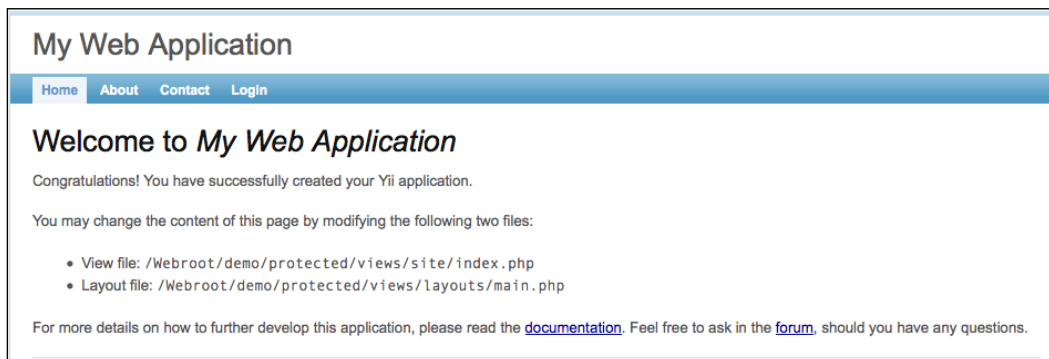 My Web Application
Home About Contact Login
Welcome to My Web Application
Congratulations! You have successfully created your Yii application.
You may change the content of this page by modifying the following two files:
• View file: /Webroot/demo/protected/views/site/index.php
• Layout file: /Webroot/demo/protected/views/layouts/main.php
For more details on how to further develop this application, please read the documentation. Feel free to ask in the forum, should you have any questions.